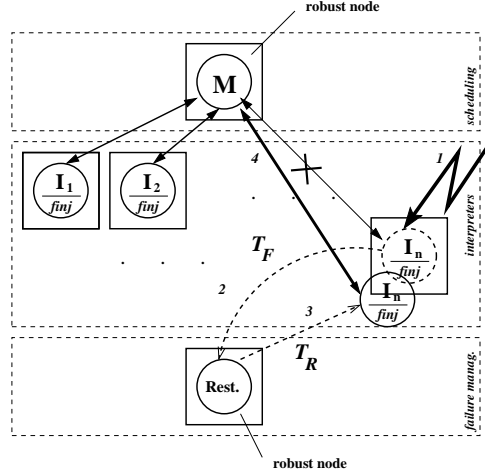 robust node
M
scheduling
4
1
I1
finj
I2
finj
. . .
interpreters
In
finj
TF
. . .
In
finj
2
3
TR
Rest.
failure manag.
robust node